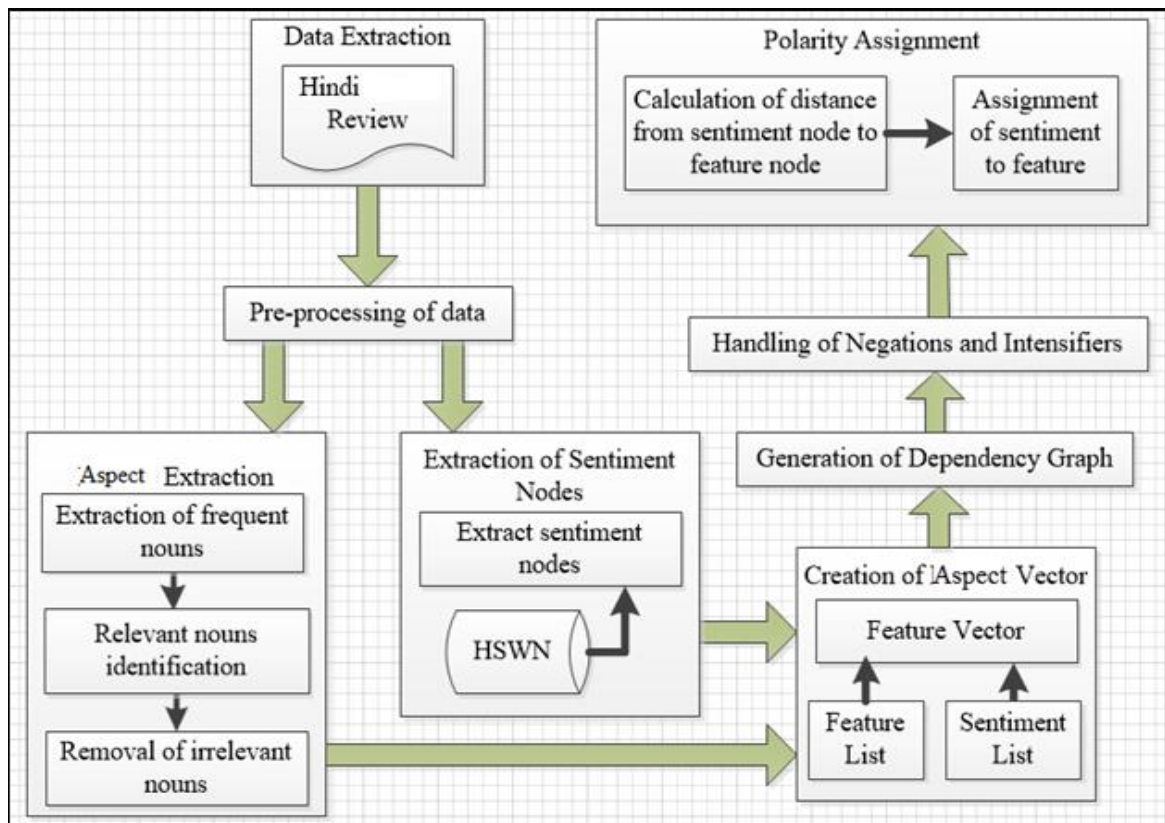 Data Extraction
Hindi
Review
Pre-processing of data
Aspect Extraction
Extraction of frequent
nouns
Relevant nouns
identification
Removal of irrelevant
nouns
Extraction of Sentiment
Nodes
Extract sentiment
nodes
HSWN
Creation of Aspect Vector
Feature Vector
Feature
List
Sentiment
List
Generation of Dependency Graph
Handling of Negations and Intensifiers
Polarity Assignment
Calculation of distance
from sentiment node to
feature node
Assignment
of sentiment
to feature